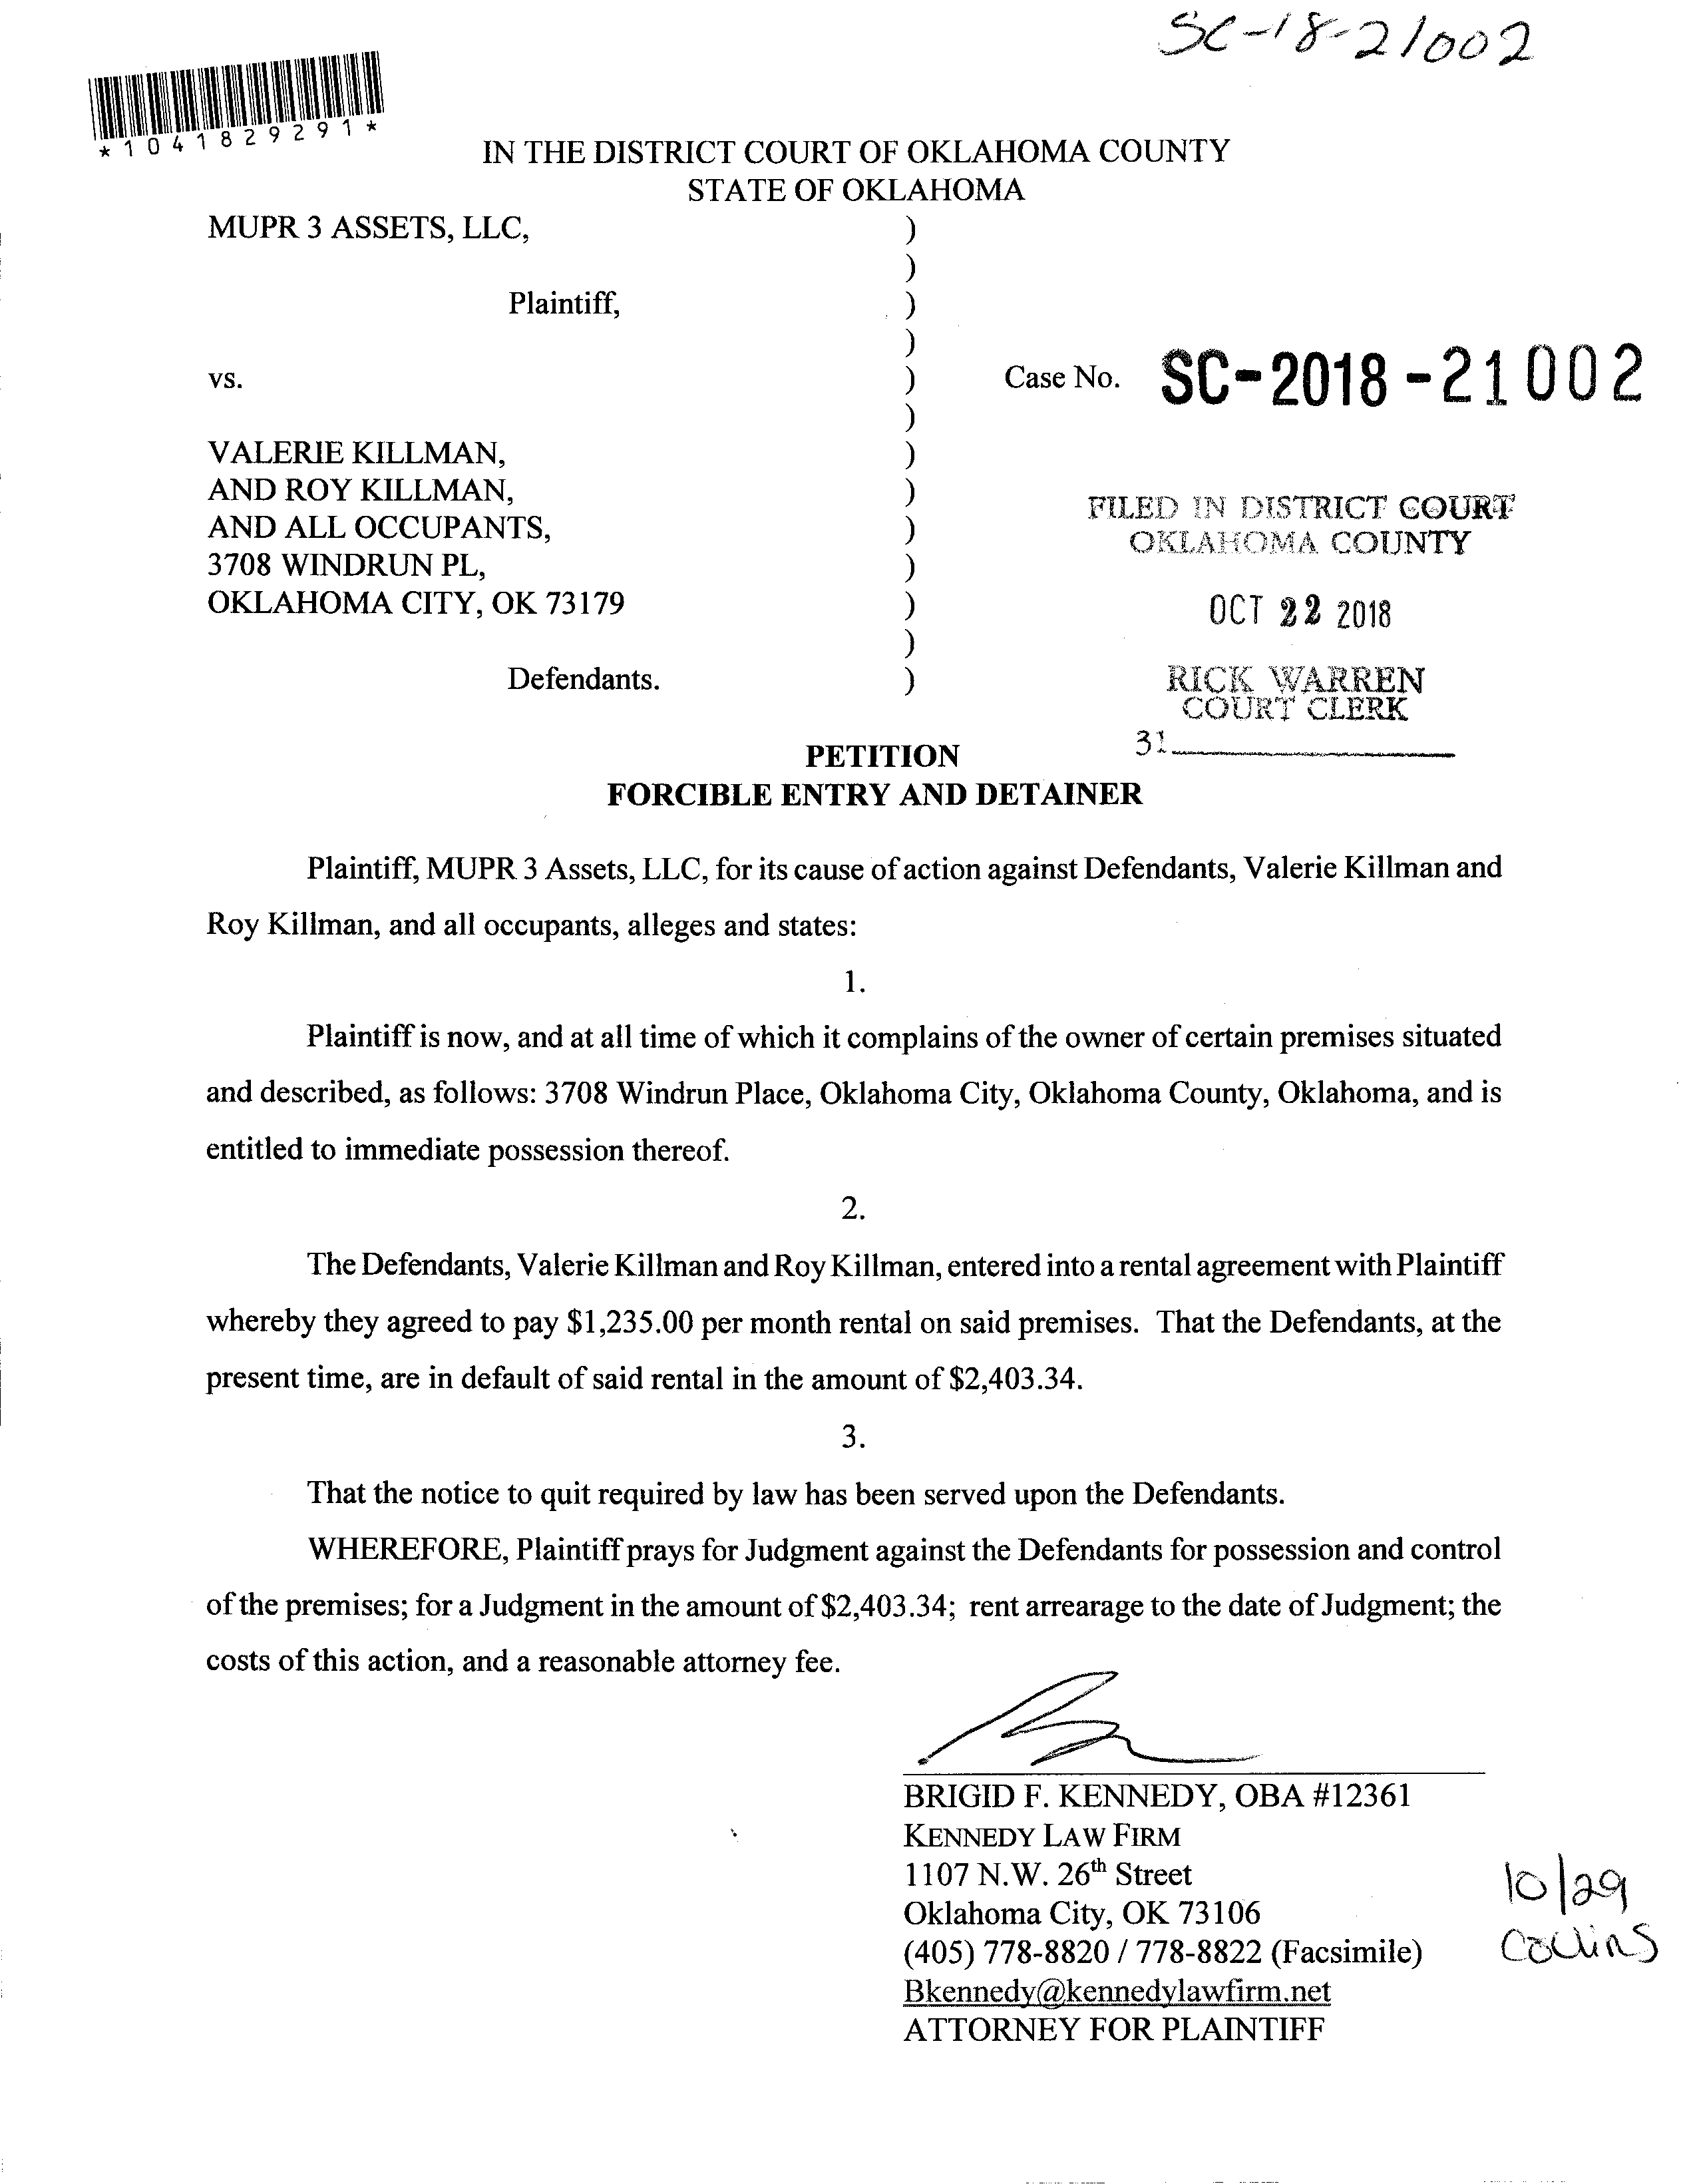 SC-18-21002
*1041829291*
IN THE DISTRICT COURT OF OKLAHOMA COUNTY
STATE OF OKLAHOMA
MUPR 3 ASSETS, LLC, )
)
Plaintiff, )
)
vs. ) Case No. SC-2018-21002
)
VALERIE KILLMAN, )
AND ROY KILLMAN, )
AND ALL OCCUPANTS, )
3708 WINDRUN PL, )
OKLAHOMA CITY, OK 73179 )
)
Defendants. )
FILED IN DISTRICT COURT
OKLAHOMA COUNTY
OCT 22 2018
RICK WARREN
COURT CLERK
31
PETITION
FORCIBLE ENTRY AND DETAINER
Plaintiff, MUPR 3 Assets, LLC, for its cause of action against Defendants, Valerie Killman and
Roy Killman, and all occupants, alleges and states:
1.
Plaintiff is now, and at all time of which it complains of the owner of certain premises situated
and described, as follows: 3708 Windrun Place, Oklahoma City, Oklahoma County, Oklahoma, and is
entitled to immediate possession thereof.
2.
The Defendants, Valerie Killman and Roy Killman, entered into a rental agreement with Plaintiff
whereby they agreed to pay $1,235.00 per month rental on said premises. That the Defendants, at the
present time, are in default of said rental in the amount of $2,403.34.
3.
That the notice to quit required by law has been served upon the Defendants.
WHEREFORE, Plaintiff prays for Judgment against the Defendants for possession and control
of the premises; for a Judgment in the amount of $2,403.34; rent arrearage to the date of Judgment; the
costs of this action, and a reasonable attorney fee.
BRIGID F. KENNEDY, OBA #12361
KENNEDY LAW FIRM
1107 N.W. 26th Street
Oklahoma City, OK 73106
(405) 778-8820 / 778-8822 (Facsimile)
Bkennedy@kennedylawfirm.net
ATTORNEY FOR PLAINTIFF
10/29
Collins